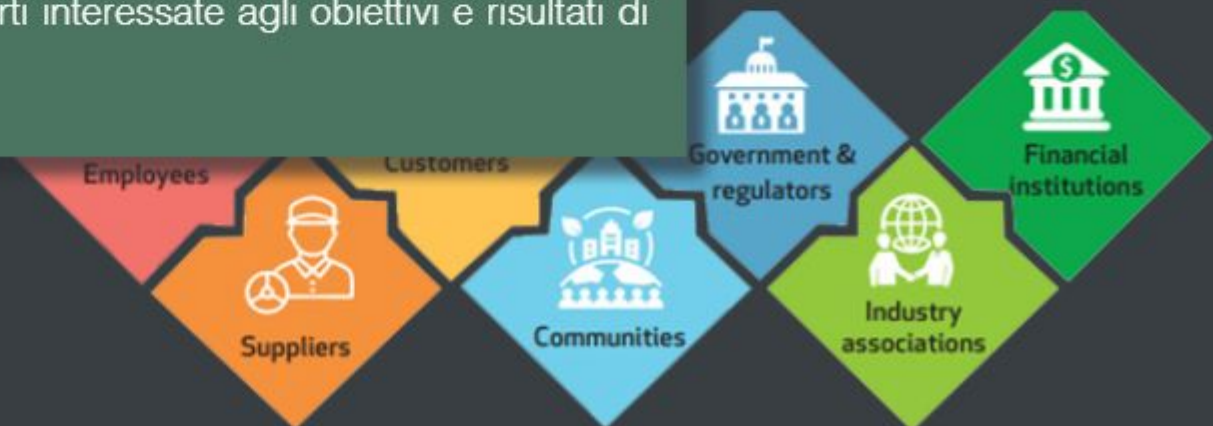 rti interessate agli obiettivi e risultati di
Employees
Customers
Government &
regulators
Financial
institutions
Suppliers
Communities
Industry
associations